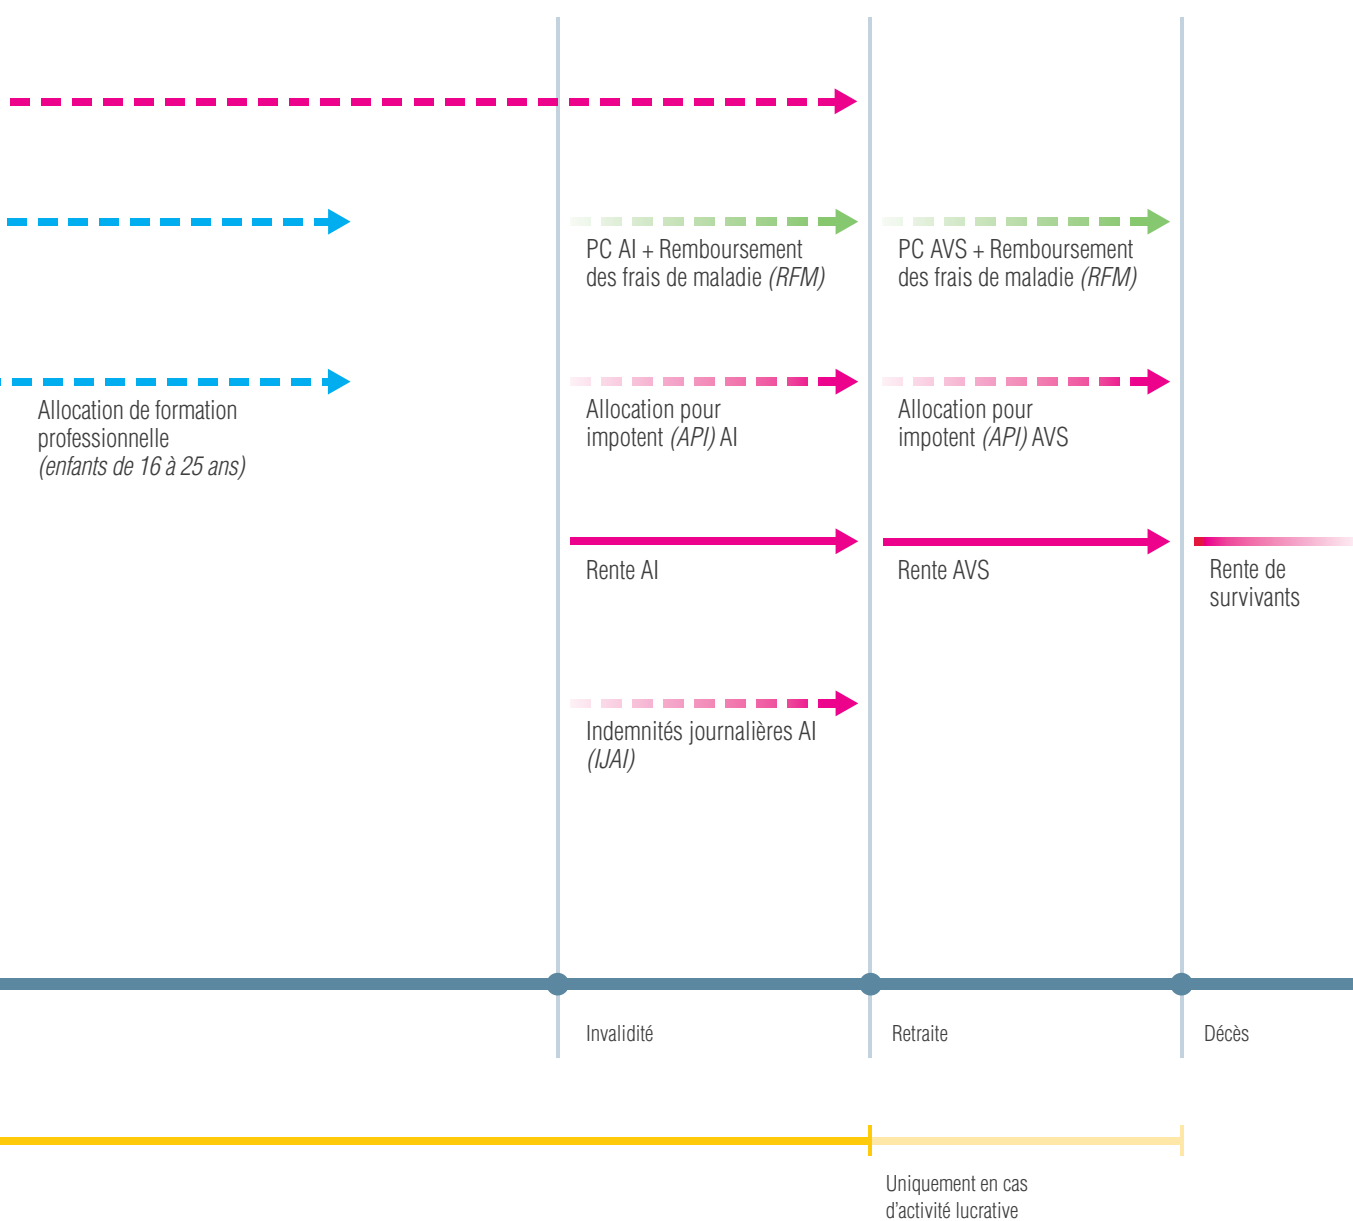 PC AI + Remboursement
des frais de maladie (RFM)
PC AVS + Remboursement
des frais de maladie (RFM)
Allocation de formation
professionnelle
(enfants de 16 à 25 ans)
Allocation pour
impotent (API) AI
Allocation pour
impotent (API) AVS
Rente AI
Rente AVS
Rente de
survivants
Indemnités journalières AI
(IJAI)
Invalidité
Retraite
Décès
Uniquement en cas
d'activité lucrative